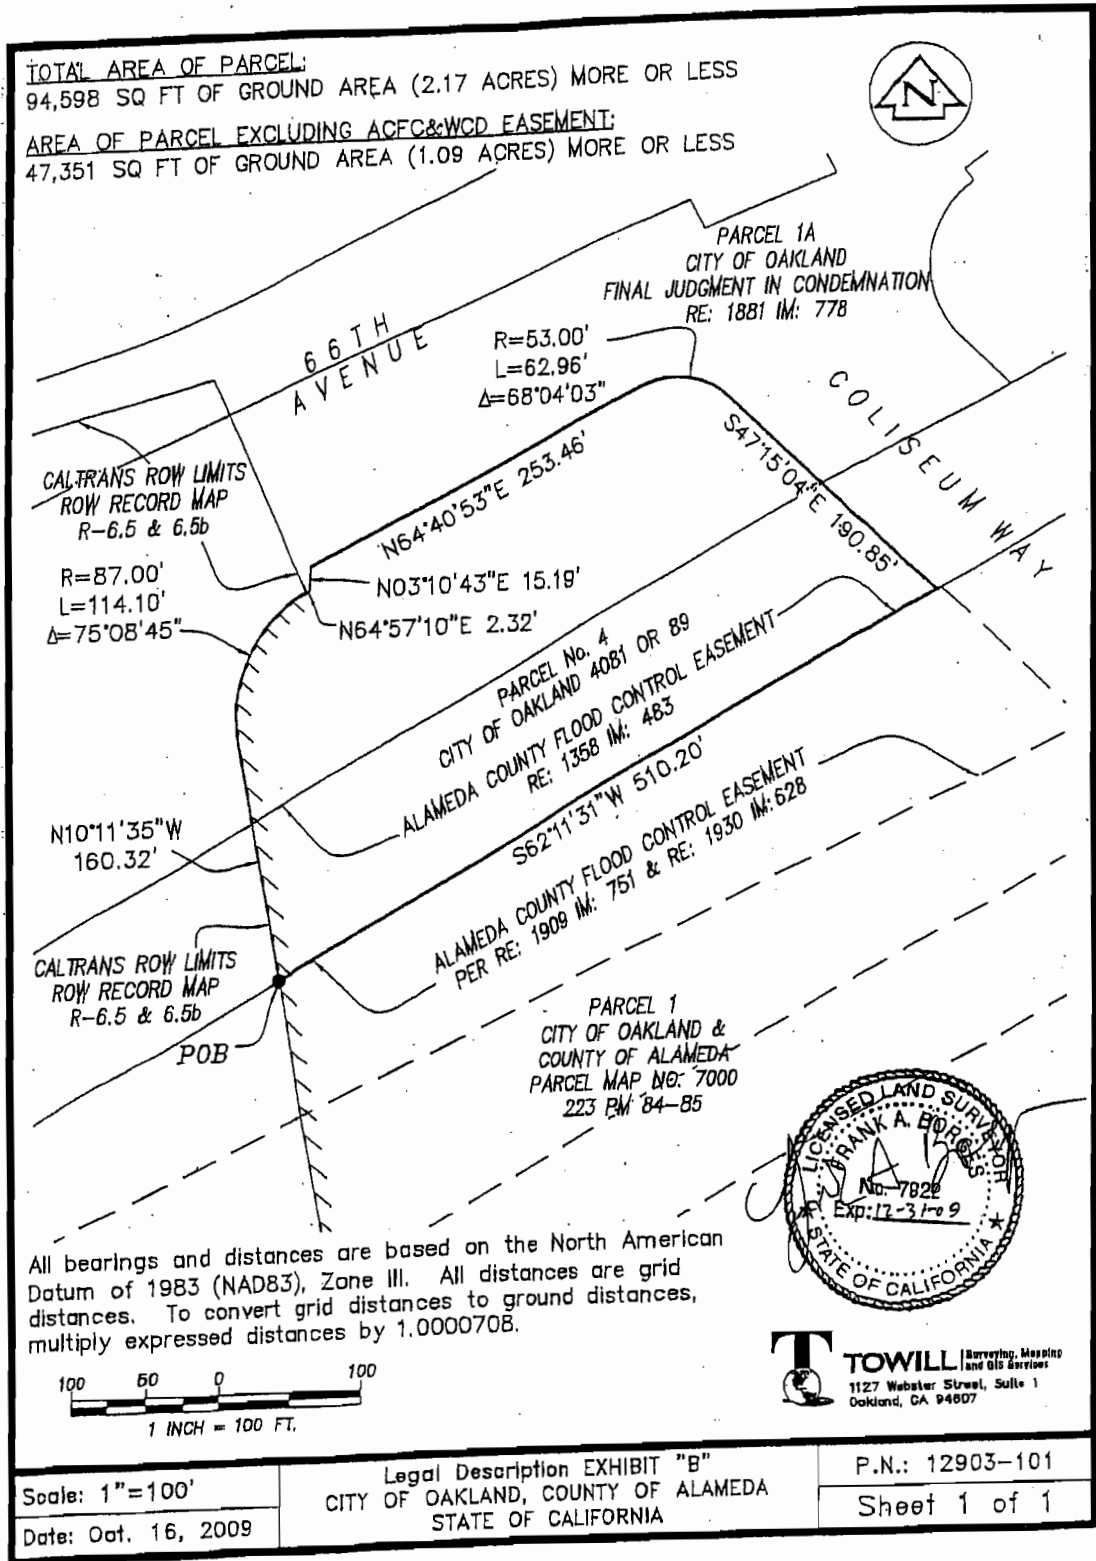 TOTAL AREA OF PARCEL:
94,598 SQ FT OF GROUND AREA (2.17 ACRES) MORE OR LESS
AREA OF PARCEL EXCLUDING ACFC&WCD EASEMENT:
47,351 SQ FT OF GROUND AREA (1.09 ACRES) MORE OR LESS
N
PARCEL 1A
CITY OF OAKLAND
FINAL JUDGMENT IN CONDEMNATION
RE: 1881 IM: 778
66TH
AVENUE
R=53.00'
L=62.96'
Δ=68°04'03"
COLISEUM WAY
S47°15'04"E 190.85'
N64°40'53"E 253.46'
CALTRANS ROW LIMITS
ROW RECORD MAP
R-6.5 & 6.5b
R=87.00'
L=114.10'
Δ=75°08'45"
N03°10'43"E 15.19'
N64°57'10"E 2.32'
PARCEL No. 4
CITY OF OAKLAND 4081 OR 89
ALAMEDA COUNTY FLOOD CONTROL EASEMENT
RE: 1358 IM: 483
S62°11'31"W 510.20'
ALAMEDA COUNTY FLOOD CONTROL EASEMENT
PER RE: 1909 IM: 751 & RE: 1930 IM: 628
N10°11'35"W
160.32'
CALTRANS ROW LIMITS
ROW RECORD MAP
R-6.5 & 6.5b
POB
PARCEL 1
CITY OF OAKLAND &
COUNTY OF ALAMEDA
PARCEL MAP NO: 7000
223 PM 84-85
LICENSED LAND SURVEYOR
FRANK A. BORGES
No. 7922
Exp: 12-31-09
STATE OF CALIFORNIA
All bearings and distances are based on the North American
Datum of 1983 (NAD83), Zone III. All distances are grid
distances. To convert grid distances to ground distances,
multiply expressed distances by 1.0000708.
100 50 0 100
1 INCH = 100 FT.
T TOWILL Surveying, Mapping
and GIS Services
1127 Webster Street, Suite 1
Oakland, CA 94607
Scale: 1"=100'
Date: Oct. 16, 2009
Legal Description EXHIBIT "B"
CITY OF OAKLAND, COUNTY OF ALAMEDA
STATE OF CALIFORNIA
P.N.: 12903-101
Sheet 1 of 1